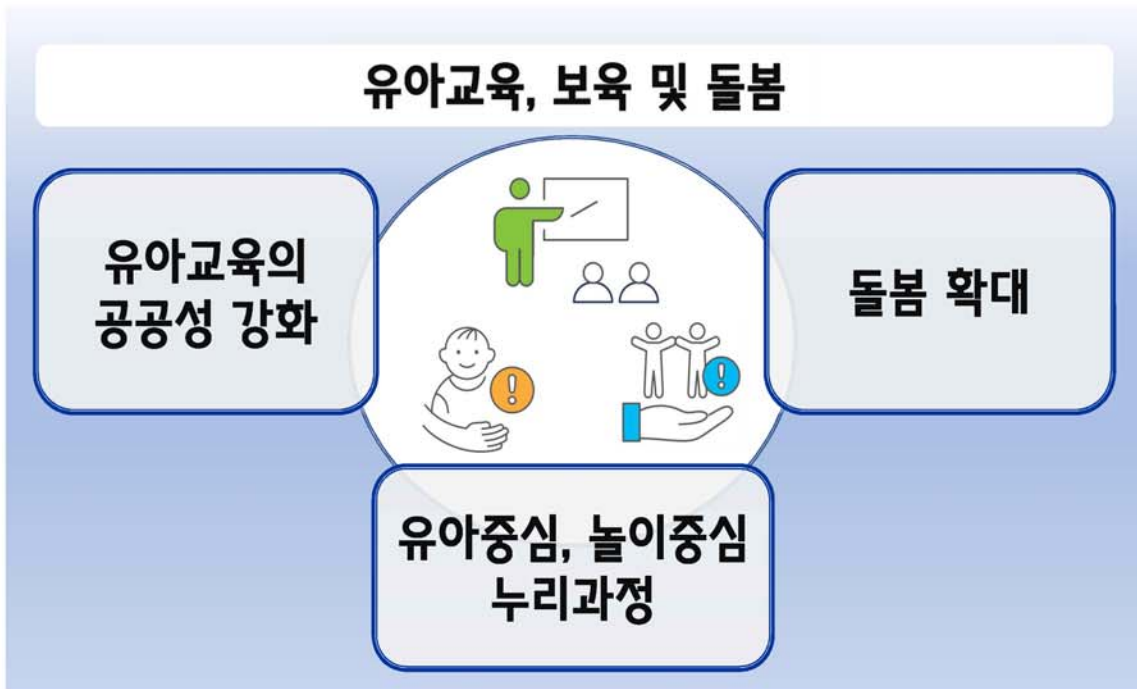 유아교육, 보육 및 돌봄
유아교육의
공공성 강화
돌봄 확대
유아중심, 놀이중심
누리과정